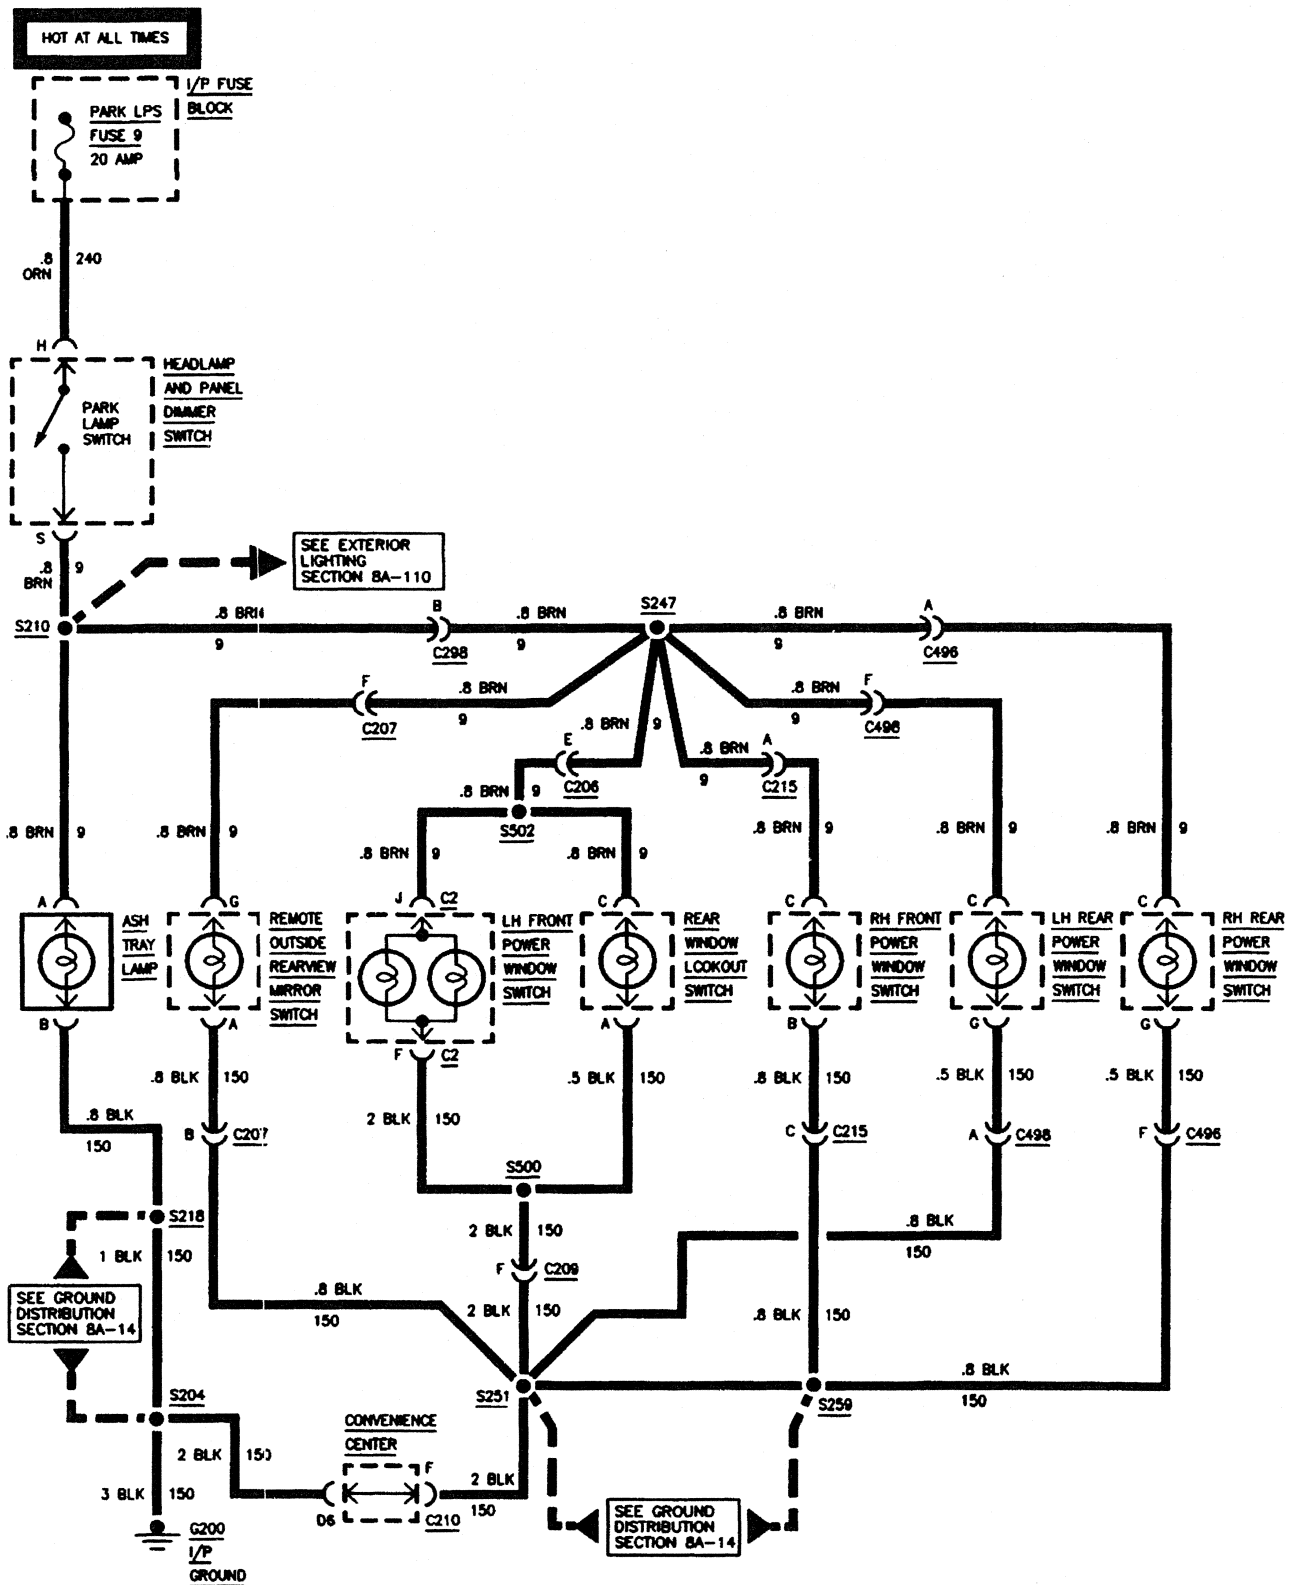 HOT AT ALL TIMES
I/P FUSE
BLOCK
PARK LPS
FUSE 9
20 AMP
.8
ORN
240
H
HEADLAMP
AND PANEL
DIMMER
SWITCH
PARK
LAMP
SWITCH
S
.8
BRN
9
SEE EXTERIOR
LIGHTING
SECTION 8A-110
S210
.8 BRN
9
B
C298
.8 BRN
9
S247
.8 BRN
9
A
C496
F
C207
.8 BRN
9
.8 BRN
9
F
C498
.8 BRN
9
E
C206
.8 BRN
9
A
C215
.8 BRN
9
S502
.8 BRN
9
.8 BRN
9
.8 BRN
9
.8 BRN
9
.8 BRN
9
.8 BRN
9
.8 BRN
9
A
G
J
C2
C
C
C
C
ASH
TRAY
LAMP
REMOTE
OUTSIDE
REARVIEW
MIRROR
SWITCH
LH FRONT
POWER
WINDOW
SWITCH
REAR
WINDOW
LCOKOUT
SWITCH
RH FRONT
POWER
WINDOW
SWITCH
LH REAR
POWER
WINDOW
SWITCH
RH REAR
POWER
WINDOW
SWITCH
B
A
F
C2
A
B
G
G
.8 BLK
150
.8 BLK
150
2 BLK
150
.5 BLK
150
.8 BLK
150
.5 BLK
150
.5 BLK
150
B
C207
C
C215
A
C498
F
C496
S500
S218
2 BLK
150
.8 BLK
150
1 BLK
150
F
C209
SEE GROUND
DISTRIBUTION
SECTION 8A-14
.8 BLK
150
2 BLK
150
.8 BLK
150
.8 BLK
150
S251
S259
S204
CONVENIENCE
CENTER
2 BLK
150
F
2 BLK
150
D6
C210
3 BLK
150
G200
I/P
GROUND
SEE GROUND
DISTRIBUTION
SECTION 8A-14